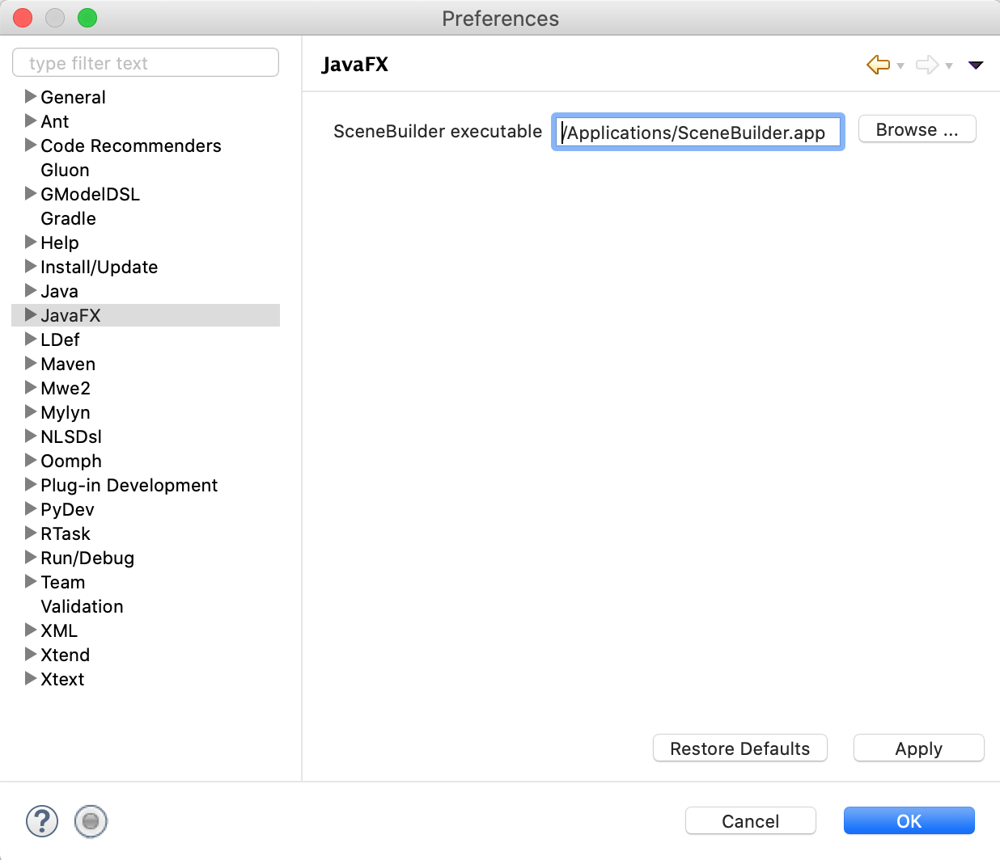 Preferences
type filter text
General
Ant
Code Recommenders
Gluon
GModelDSL
Gradle
Help
Install/Update
Java
JavaFX
LDef
Maven
Mwe2
Mylyn
NLSDsl
Oomph
Plug-in Development
PyDev
RTask
Run/Debug
Team
Validation
XML
Xtend
Xtext
JavaFX
SceneBuilder executable /Applications/SceneBuilder.app Browse ...
Restore Defaults Apply
? Cancel OK